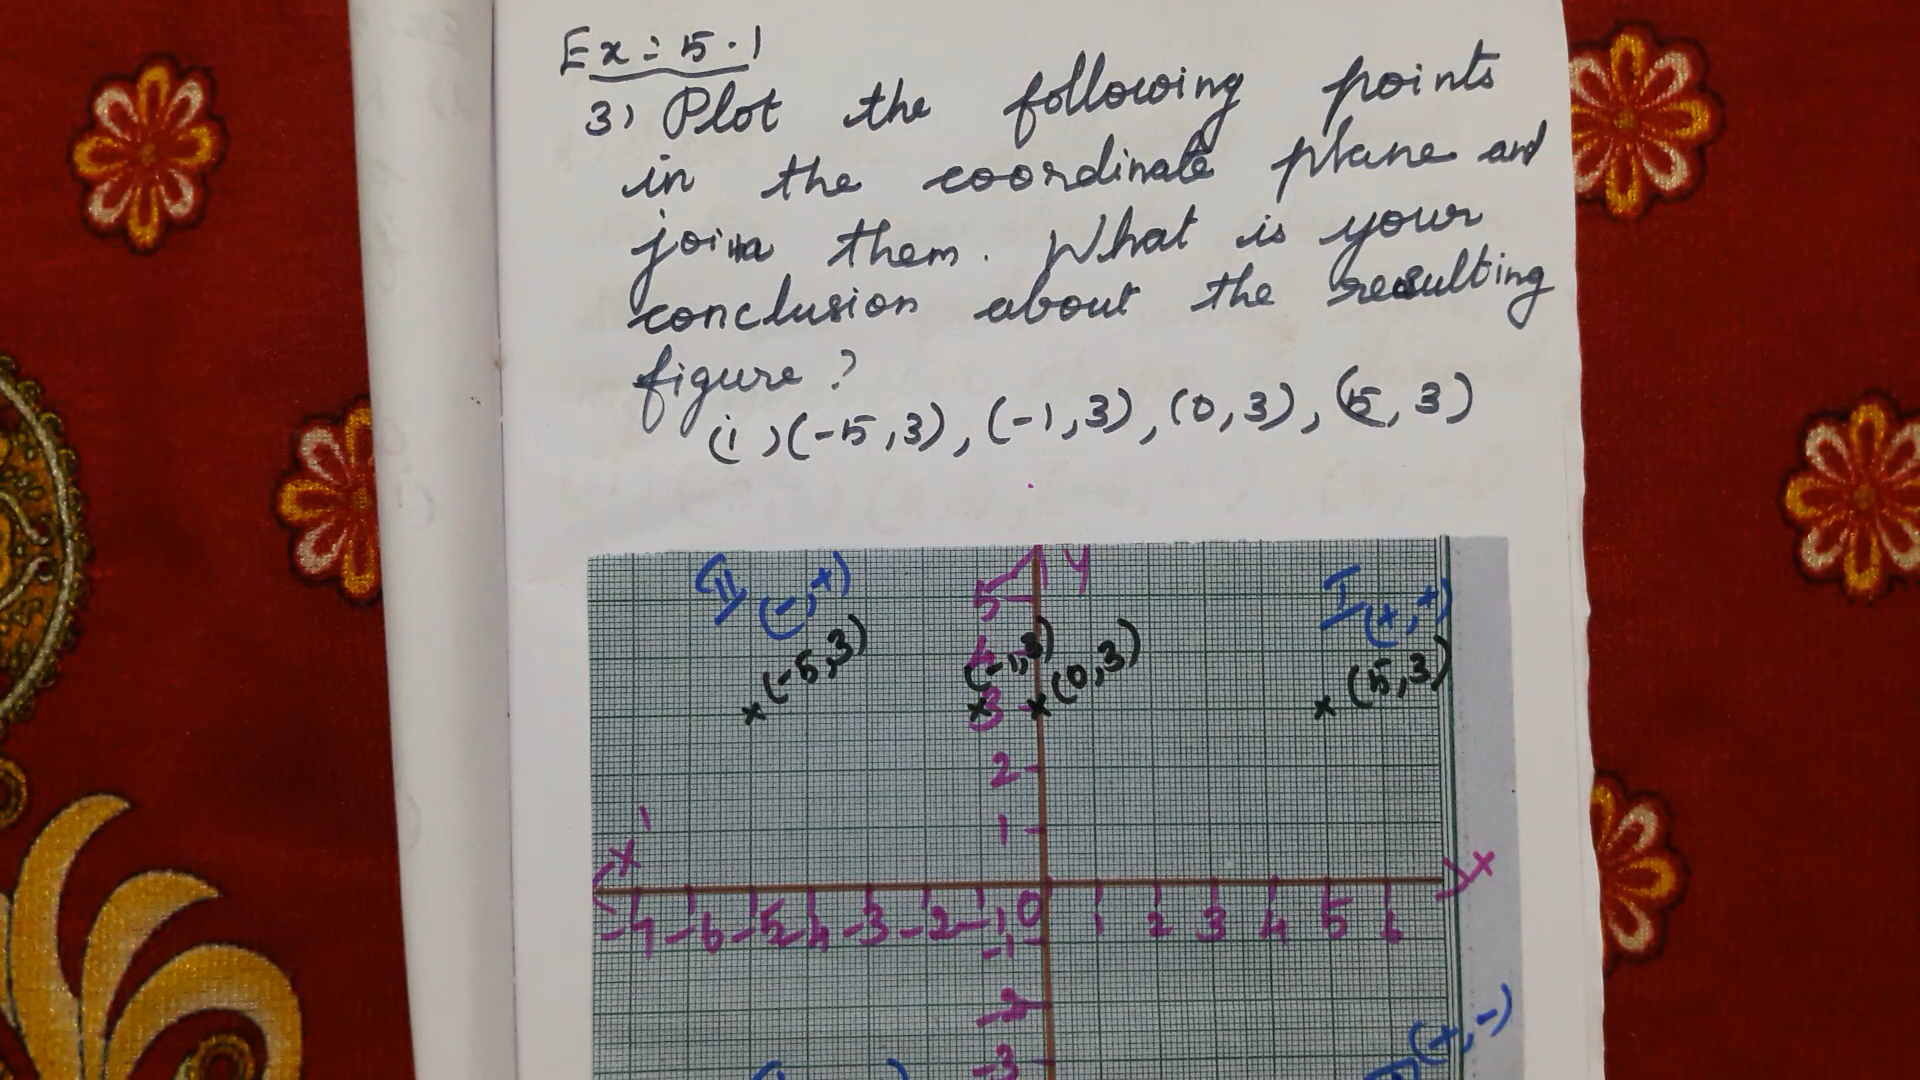 Ex: 5.1
3) Plot the following points
in the coordinate plane and
join them. What is your
conclusion about the resulting
figure?
(i) (-5,3), (-1,3), (0,3), (5,3)
II (-,+)
Y
I (+,+)
5
(-5,3)
4
(-1,3)
(0,3)
(5,3)
3
2
1
X'
X
-7 -6 -5 -4 -3 -2 -1 0 1 2 3 4 5 6
-1
-2
(+,-)
-3